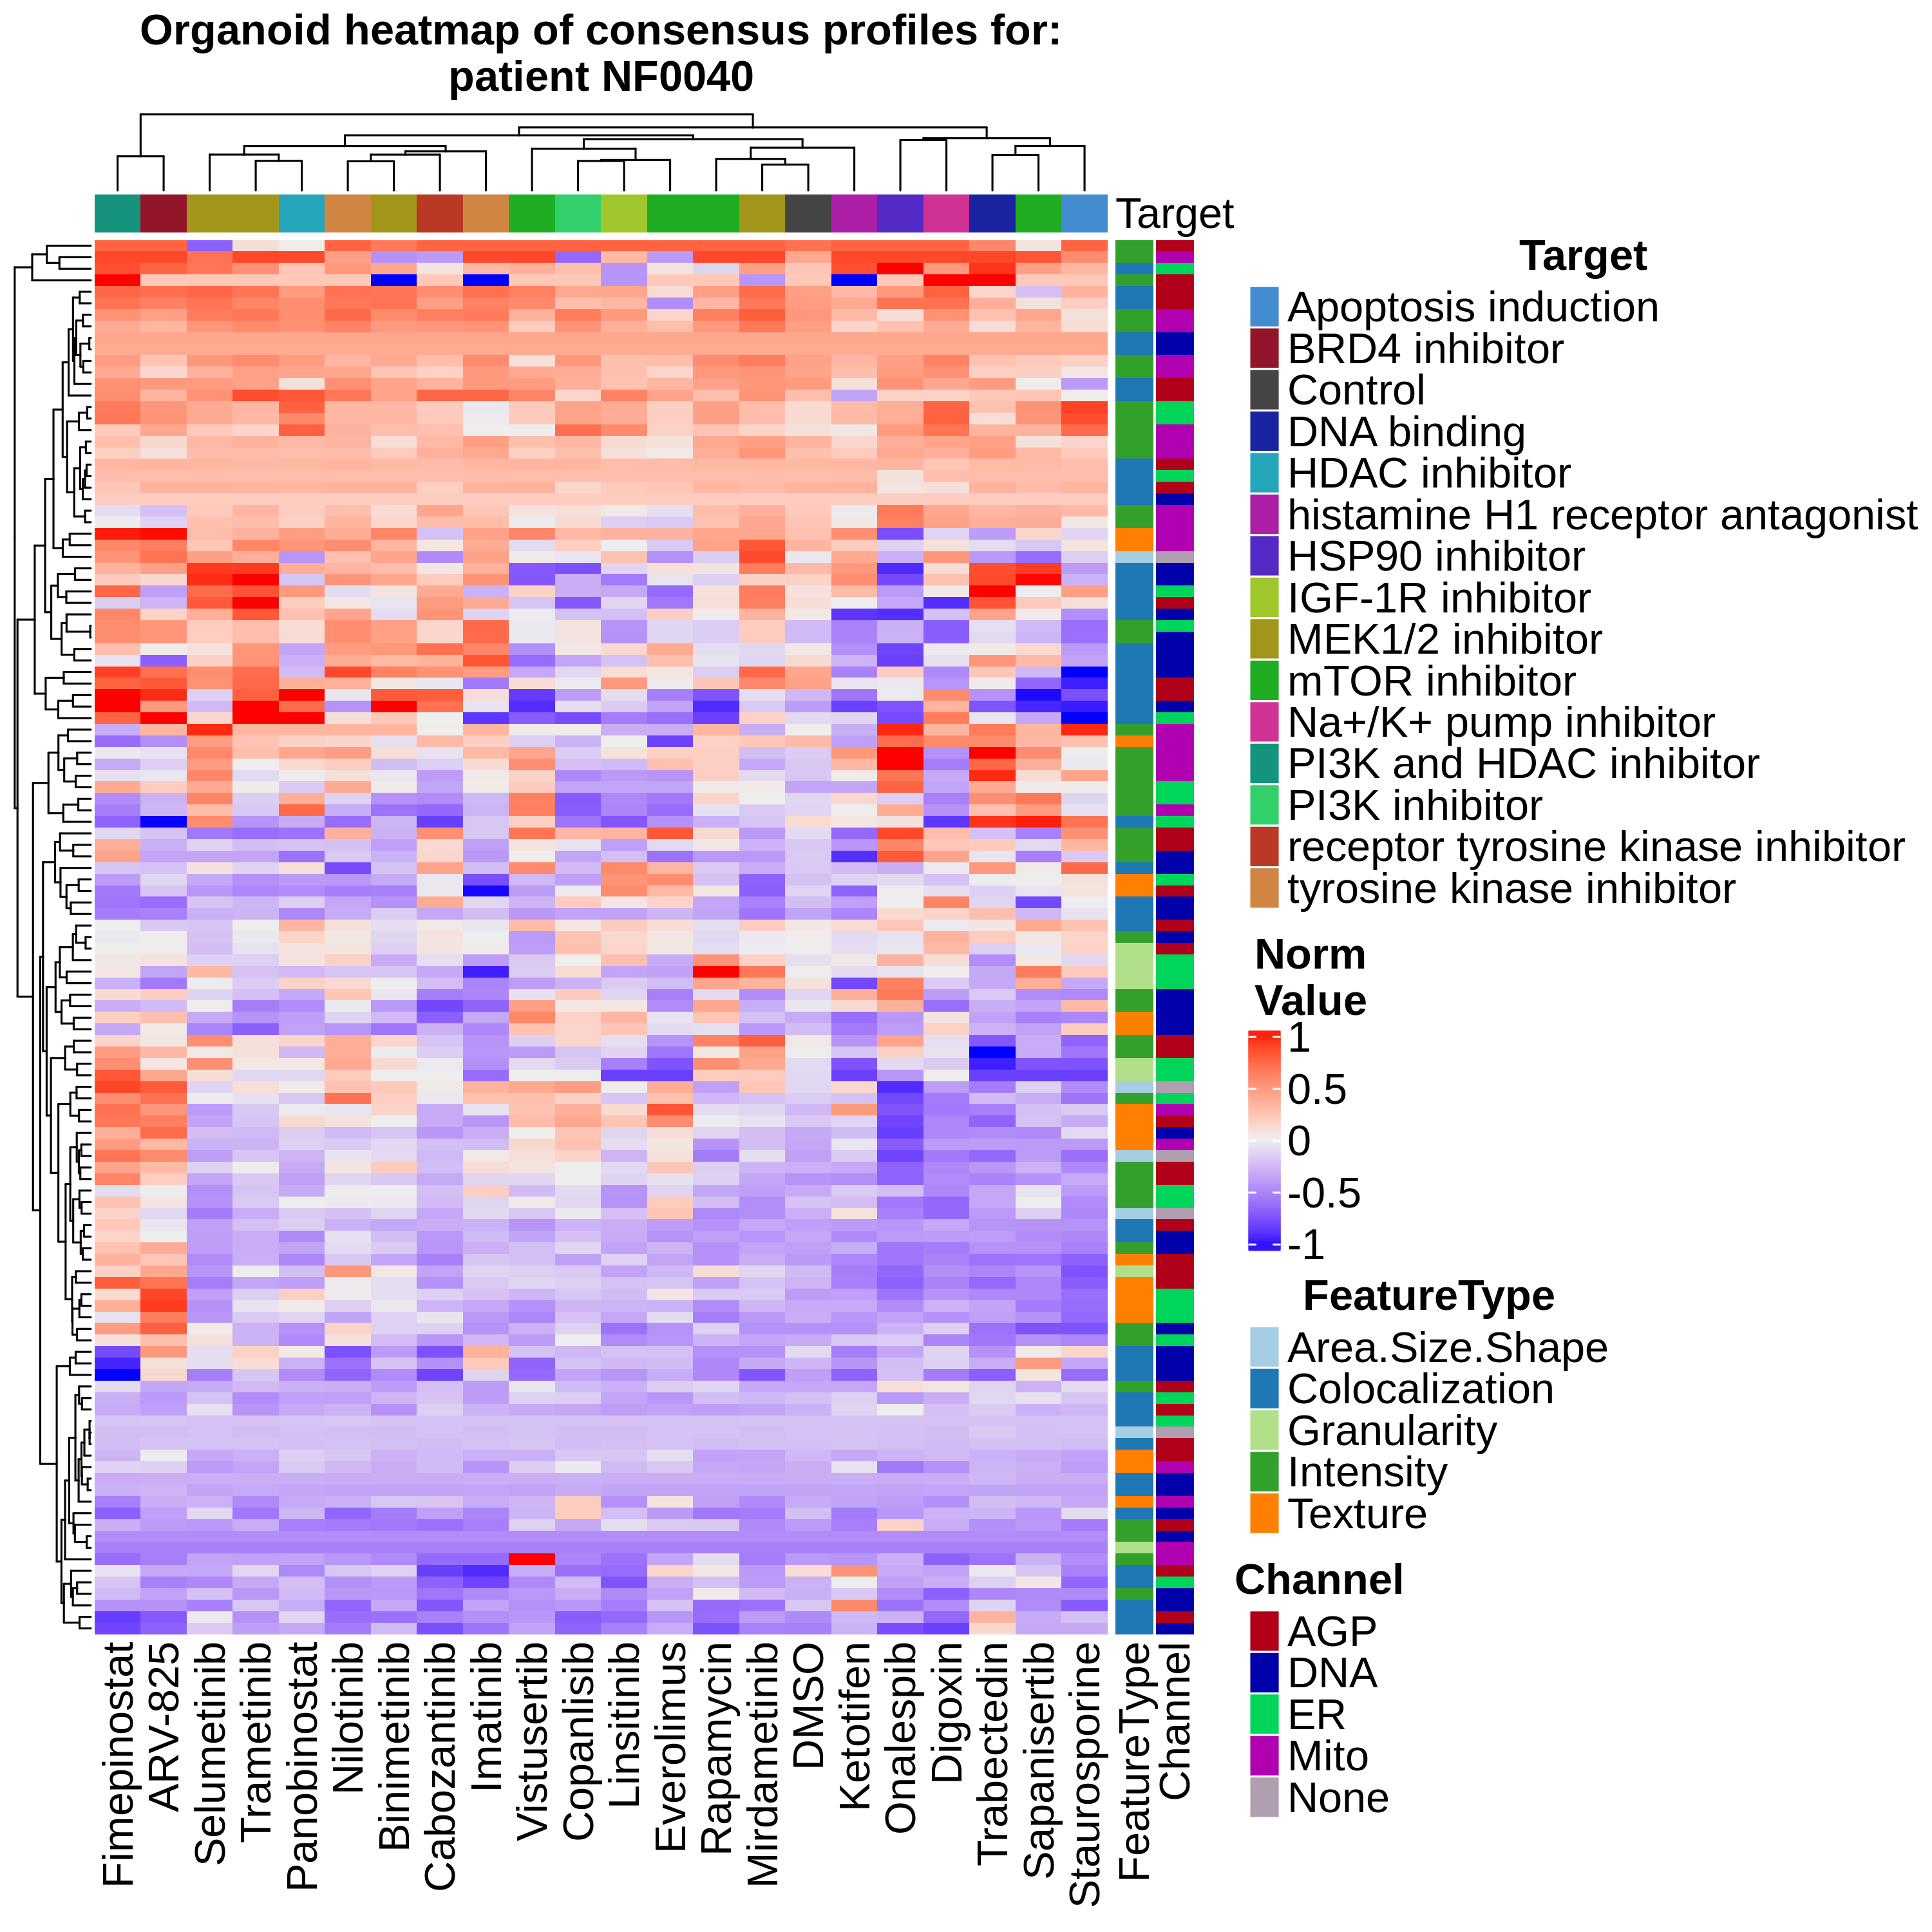 Organoid heatmap of consensus profiles for:
patient NF0040
Target
Target
Apoptosis induction
BRD4 inhibitor
Control
DNA binding
HDAC inhibitor
histamine H1 receptor antagonist
HSP90 inhibitor
IGF-1R inhibitor
MEK1/2 inhibitor
mTOR inhibitor
Na+/K+ pump inhibitor
PI3K and HDAC inhibitor
PI3K inhibitor
receptor tyrosine kinase inhibitor
tyrosine kinase inhibitor
Norm
Value
1
0.5
0
-0.5
-1
FeatureType
Area.Size.Shape
Colocalization
Granularity
Intensity
Texture
Channel
AGP
DNA
ER
Mito
None
Fimepinostat
ARV-825
Selumetinib
Trametinib
Panobinostat
Nilotinib
Binimetinib
Cabozantinib
Imatinib
Vistusertib
Copanlisib
Linsitinib
Everolimus
Rapamycin
Mirdametinib
DMSO
Ketotifen
Onalespib
Digoxin
Trabectedin
Sapanisertib
Staurosporine
FeatureType
Channel